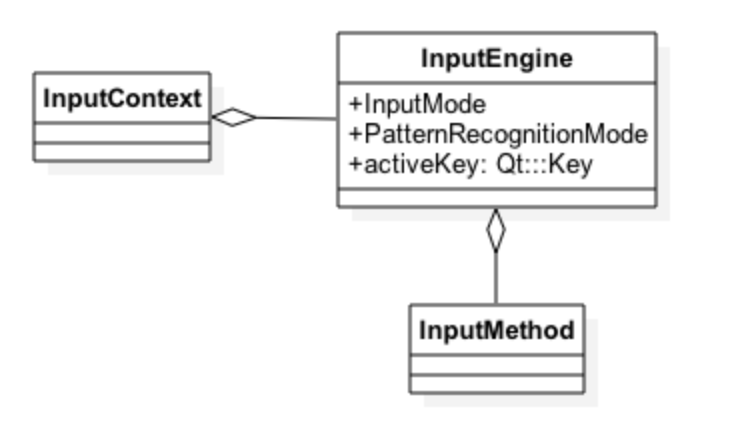 InputContext
InputEngine
+InputMode
+PatternRecognitionMode
+activeKey: Qt:::Key
InputMethod